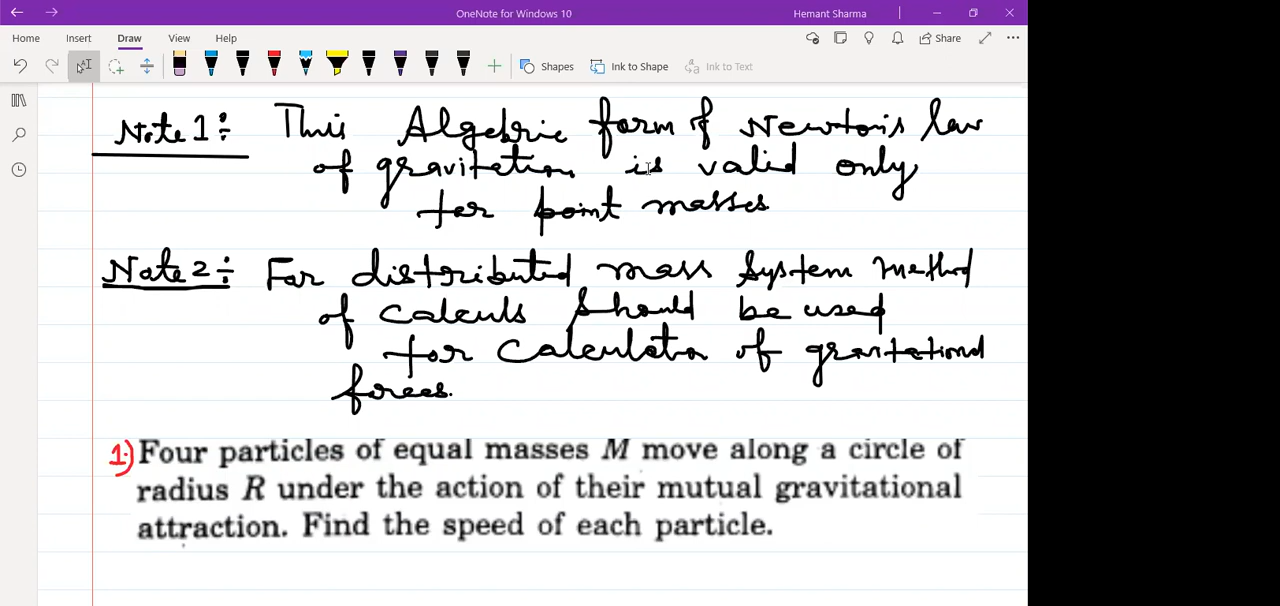 OneNote for Windows 10
Hemant Sharma
Home Insert Draw View Help
Share
Shapes Ink to Shape Ink to Text
Note 1:- This Algebric form of Newton's law
of gravitation is valid only
for point masses
Note 2:- For distributed mass system method
of calculs should be used
for calculation of gravitational
forces.
1.) Four particles of equal masses M move along a circle of
radius R under the action of their mutual gravitational
attraction. Find the speed of each particle.